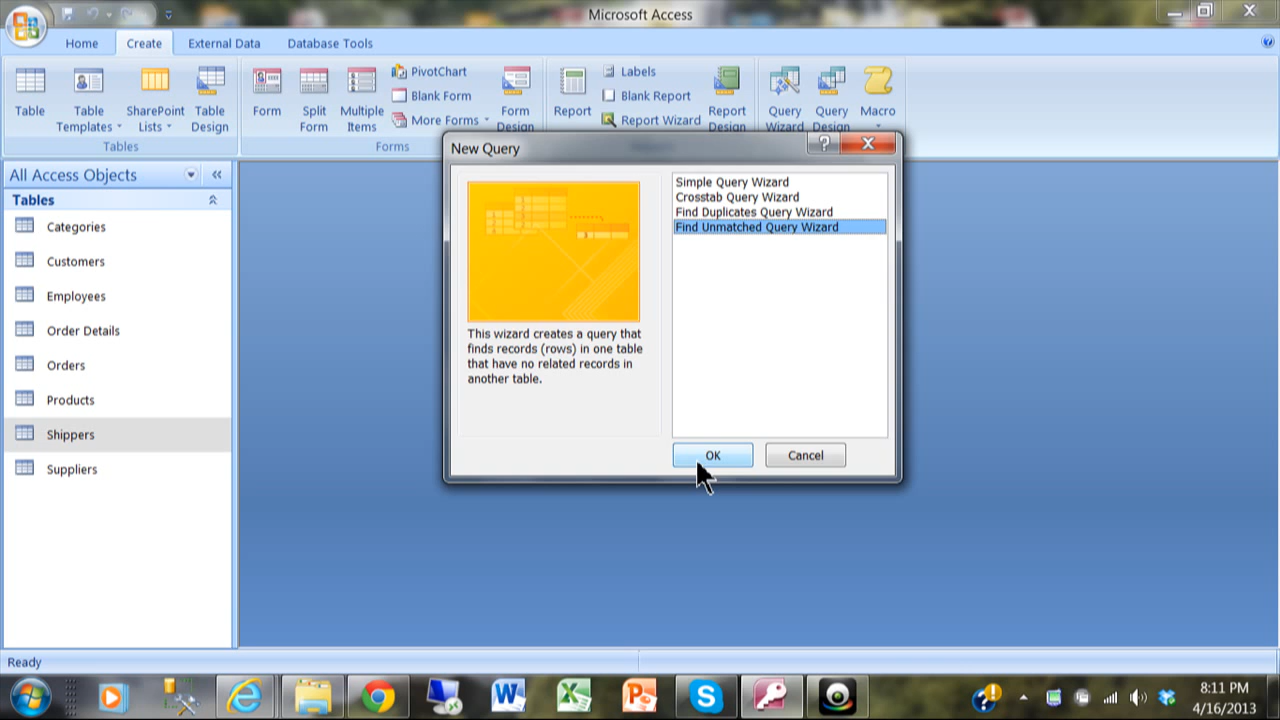 Microsoft Access
Home Create External Data Database Tools
Table
Table Templates
SharePoint Lists
Table Design
Tables
Form
Split Form
Multiple Items
PivotChart
Blank Form
More Forms
Form Design
Forms
Report
Labels
Blank Report
Report Wizard
Report Design
Query Wizard
Query Design
Macro
All Access Objects
Tables
Categories
Customers
Employees
Order Details
Orders
Products
Shippers
Suppliers
New Query
Simple Query Wizard
Crosstab Query Wizard
Find Duplicates Query Wizard
Find Unmatched Query Wizard
This wizard creates a query that
finds records (rows) in one table
that have no related records in
another table.
OK Cancel
Ready
8:11 PM
4/16/2013